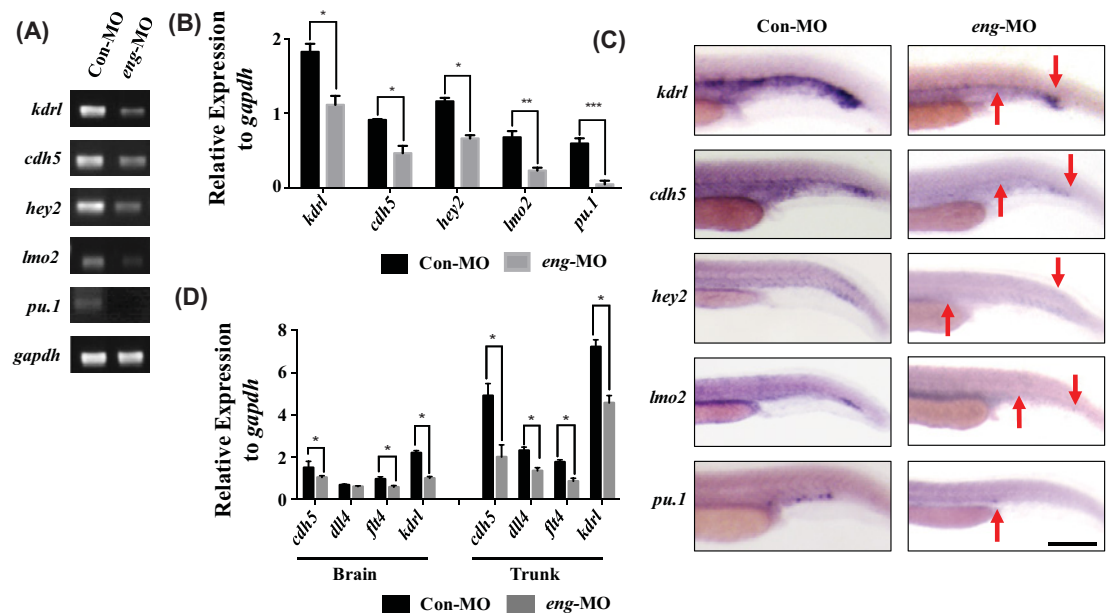 (A)
Con-MO
eng-MO
kdrl
cdh5
hey2
lmo2
pu.1
gapdh
(B)
Relative Expression
to gapdh
2
1
0
*
*
*
**
***
kdrl
cdh5
hey2
lmo2
pu.1
Con-MO
eng-MO
(C)
Con-MO
eng-MO
kdrl
cdh5
hey2
lmo2
pu.1
(D)
Relative Expression
to gapdh
8
6
4
2
0
*
*
*
*
*
*
*
cdh5
dll4
flt4
kdrl
cdh5
dll4
flt4
kdrl
Brain
Trunk
Con-MO
eng-MO